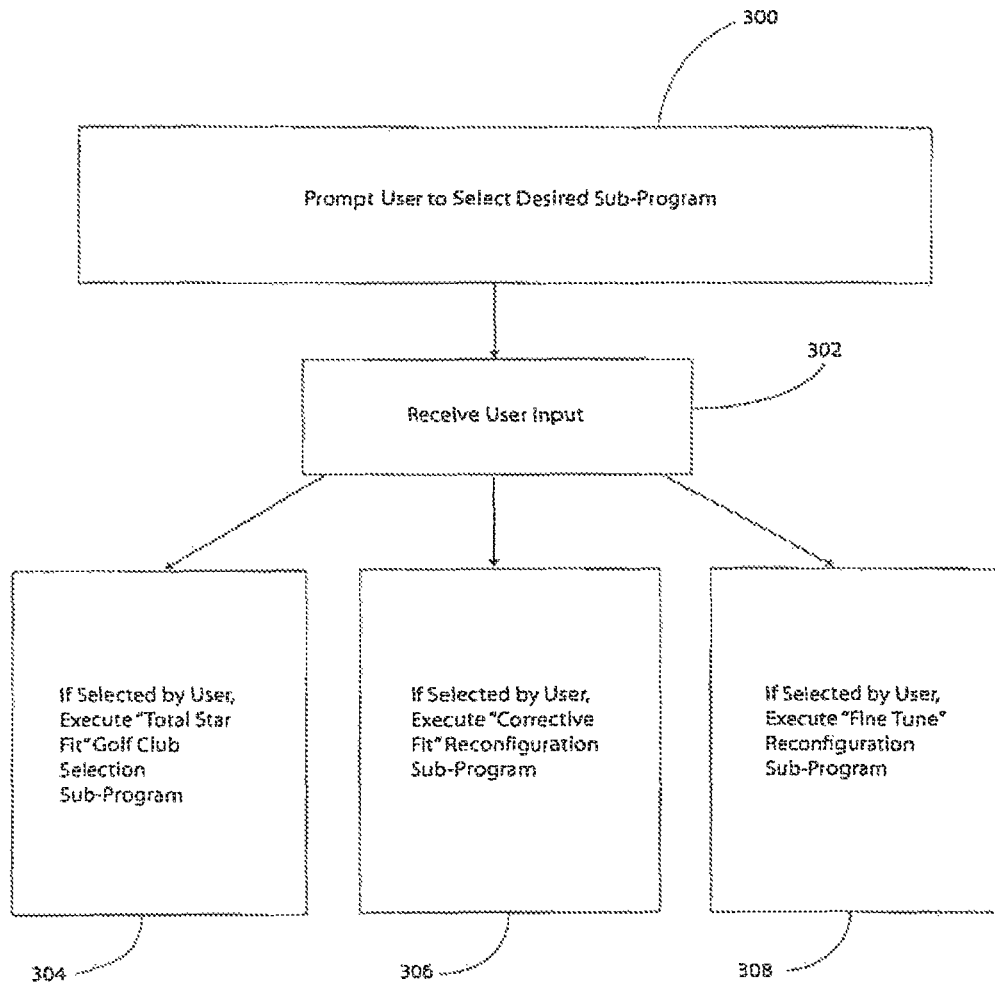 300
Prompt User to Select Desired Sub-Program
302
Receive User Input
If Selected by User,
Execute "Total Star
Fit" Golf Club
Selection
Sub-Program
If Selected by User,
Execute "Corrective
Fit" Reconfiguration
Sub-Program
If Selected by User,
Execute "Fine Tune"
Reconfiguration
Sub-Program
304
306
308